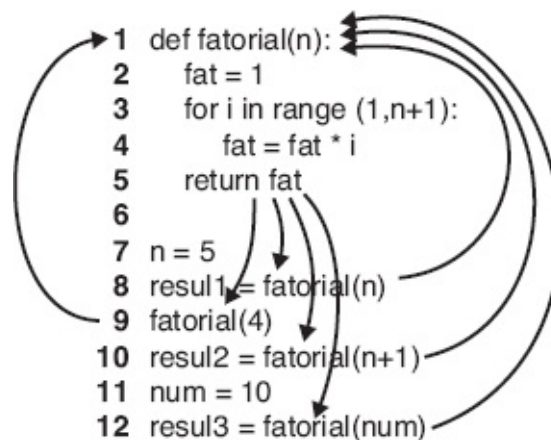 1 def fatorial(n):
2 fat = 1
3 for i in range (1,n+1):
4 fat = fat * i
5 return fat
6
7 n = 5
8 resul1 = fatorial(n)
9 fatorial(4)
10 resul2 = fatorial(n+1)
11 num = 10
12 resul3 = fatorial(num)